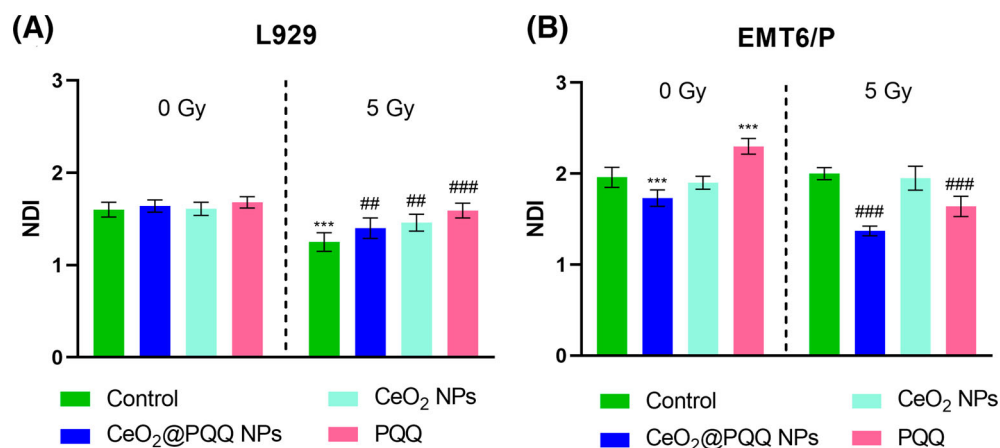 (A)
L929
3
2
1
0
NDI
0 Gy
5 Gy
***
##
##
###
Control
CeO₂ NPs
CeO₂@PQQ NPs
PQQ
(B)
EMT6/P
3
2
1
0
NDI
0 Gy
5 Gy
***
***
###
###
Control
CeO₂ NPs
CeO₂@PQQ NPs
PQQ